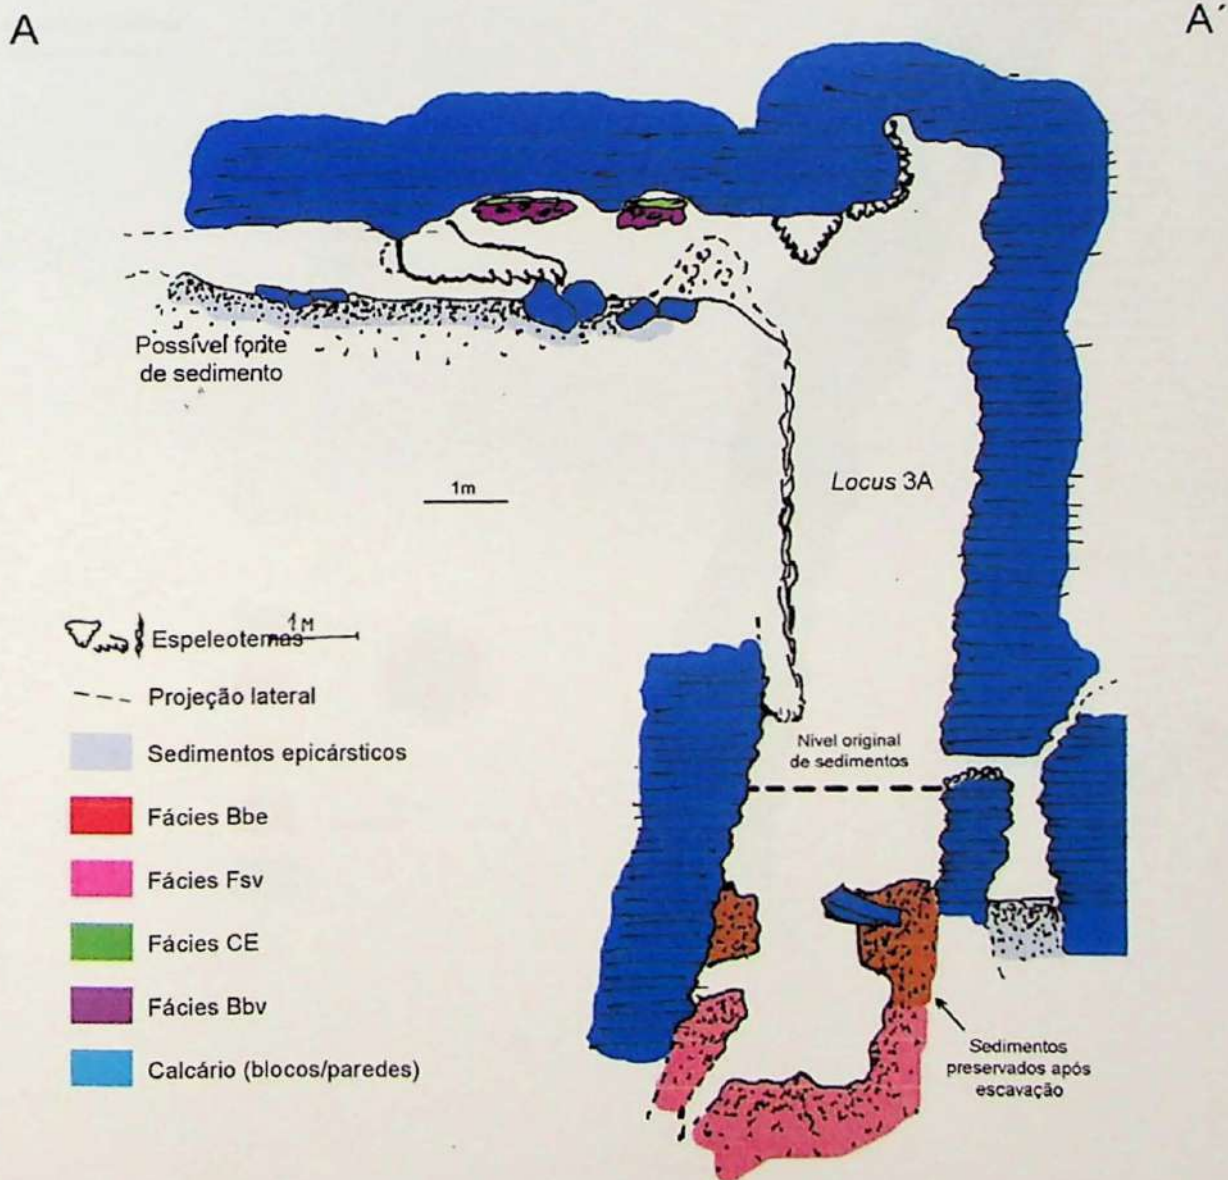 A
A´
Possível fonte
de sedimento
1m
Locus 3A
1M
Espeleotemas
Projeção lateral
Nível original
de sedimentos
Sedimentos epicársticos
Fácies Bbe
Fácies Fsv
Fácies CE
Fácies Bbv
Calcário (blocos/paredes)
Sedimentos
preservados após
escavação